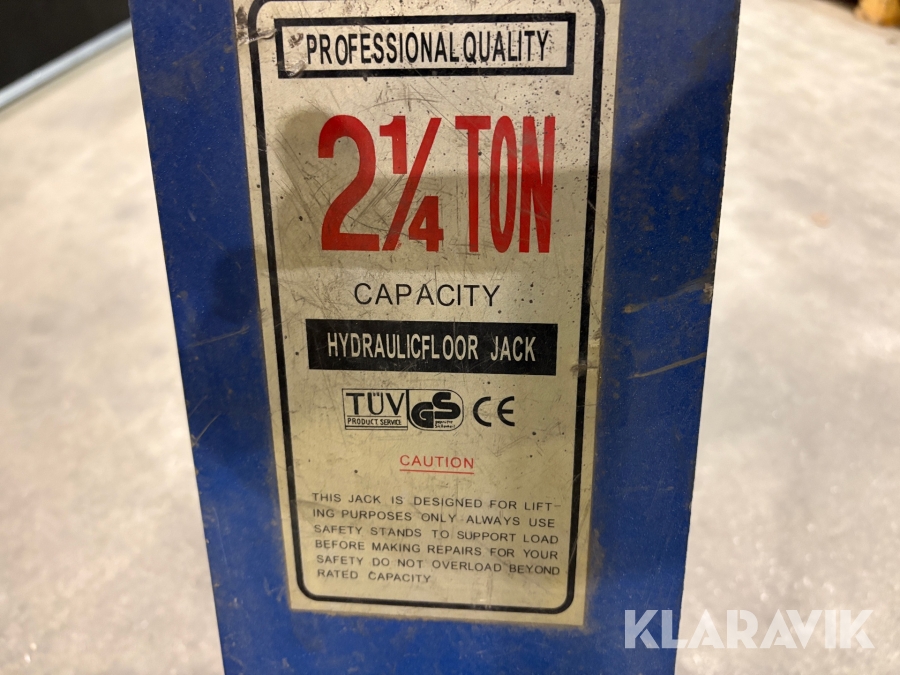 PROFESSIONAL QUALITY
2¼ TON
CAPACITY
HYDRAULICFLOOR JACK
TÜV
PRODUCT SERVICE
GS
CE
CAUTION
THIS JACK IS DESIGNED FOR LIFT-
ING PURPOSES ONLY ALWAYS USE
SAFETY STANDS TO SUPPORT LOAD
BEFORE MAKING REPAIRS FOR YOUR
SAFETY DO NOT OVERLOAD BEYOND
RATED CAPACITY
KLARAVIK